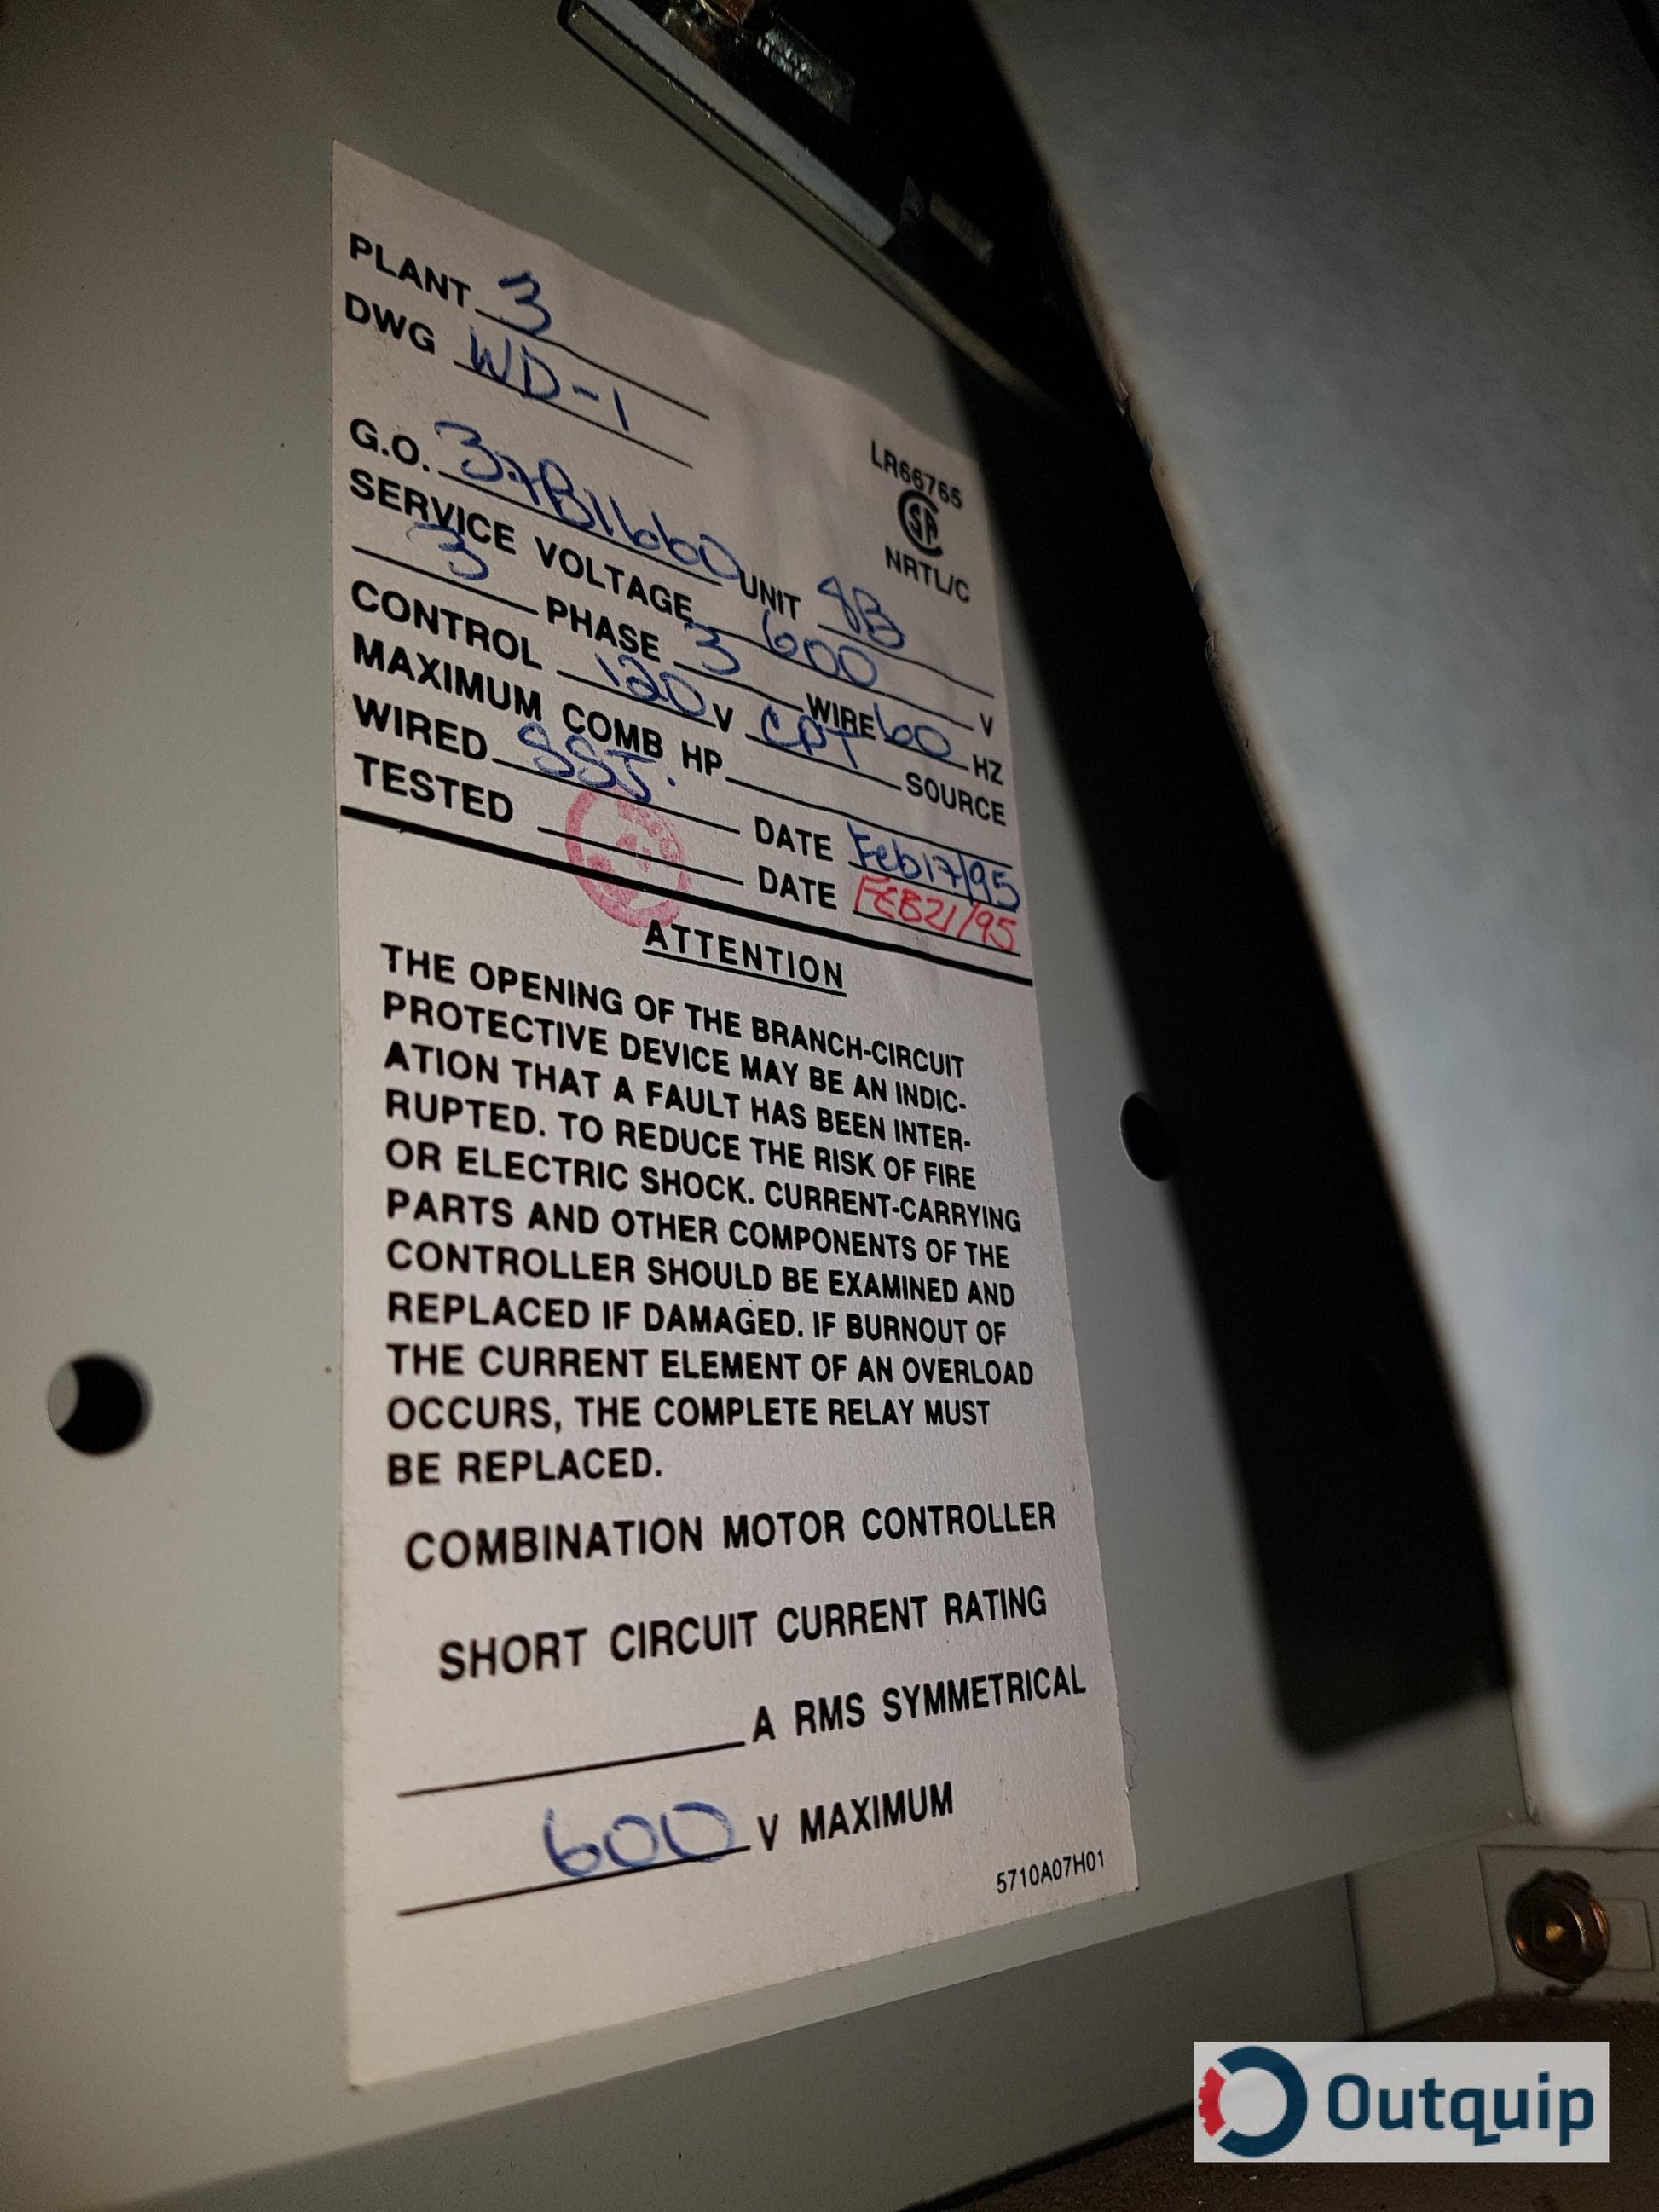 PLANT 3
DWG WD-1
LR66765
NRTL/C
G.O. 37B11660 UNIT 8B
SERVICE VOLTAGE 600 V
3 PHASE 3 WIRE 60 HZ
CONTROL 120 V CPT SOURCE
MAXIMUM COMB HP
WIRED SSJ. DATE Feb17/95
TESTED DATE FEB21/95
ATTENTION
THE OPENING OF THE BRANCH-CIRCUIT
PROTECTIVE DEVICE MAY BE AN INDIC-
ATION THAT A FAULT HAS BEEN INTER-
RUPTED. TO REDUCE THE RISK OF FIRE
OR ELECTRIC SHOCK. CURRENT-CARRYING
PARTS AND OTHER COMPONENTS OF THE
CONTROLLER SHOULD BE EXAMINED AND
REPLACED IF DAMAGED. IF BURNOUT OF
THE CURRENT ELEMENT OF AN OVERLOAD
OCCURS, THE COMPLETE RELAY MUST
BE REPLACED.
COMBINATION MOTOR CONTROLLER
SHORT CIRCUIT CURRENT RATING
A RMS SYMMETRICAL
600 V MAXIMUM
5710A07H01
Outquip